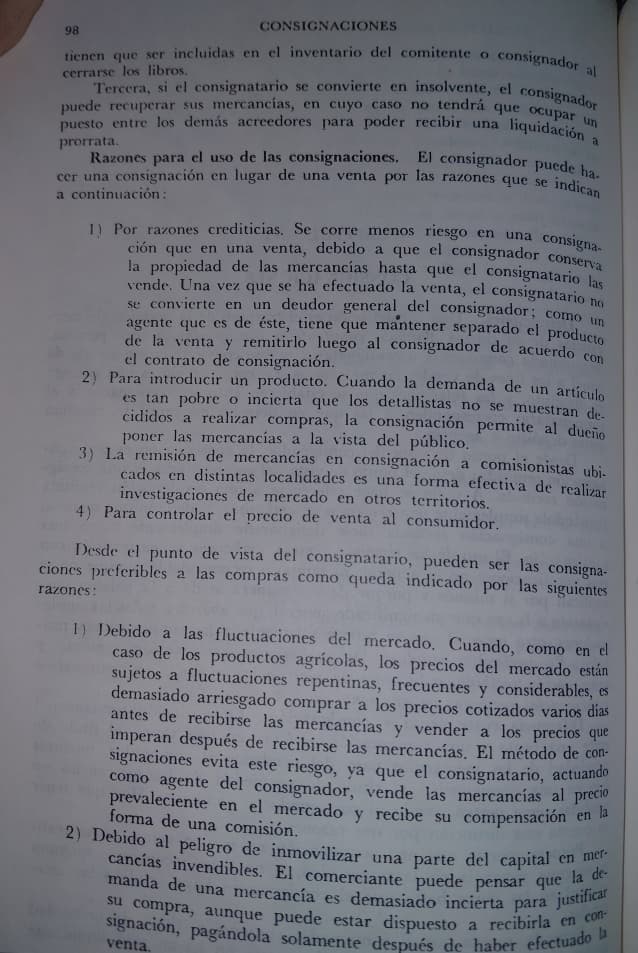 98
CONSIGNACIONES
tienen que ser incluidas en el inventario del comitente o consignador al
cerrarse los libros.
Tercera, si el consignatario se convierte en insolvente, el consignador
puede recuperar sus mercancías, en cuyo caso no tendrá que ocupar un
puesto entre los demás acreedores para poder recibir una liquidación a
prorrata.
Razones para el uso de las consignaciones. El consignador puede ha-
cer una consignación en lugar de una venta por las razones que se indican
a continuación:
1) Por razones crediticias. Se corre menos riesgo en una consigna-
ción que en una venta, debido a que el consignador conserva
la propiedad de las mercancías hasta que el consignatario las
vende. Una vez que se ha efectuado la venta, el consignatario no
se convierte en un deudor general del consignador; como un
agente que es de éste, tiene que mantener separado el producto
de la venta y remitirlo luego al consignador de acuerdo con
el contrato de consignación.
2) Para introducir un producto. Cuando la demanda de un artículo
es tan pobre o incierta que los detallistas no se muestran de-
cididos a realizar compras, la consignación permite al dueño
poner las mercancías a la vista del público.
3) La remisión de mercancías en consignación a comisionistas ubi-
cados en distintas localidades es una forma efectiva de realizar
investigaciones de mercado en otros territorios.
4) Para controlar el precio de venta al consumidor.
Desde el punto de vista del consignatario, pueden ser las consigna-
ciones preferibles a las compras como queda indicado por las siguientes
razones:
1) Debido a las fluctuaciones del mercado. Cuando, como en el
caso de los productos agrícolas, los precios del mercado están
sujetos a fluctuaciones repentinas, frecuentes y considerables, es
demasiado arriesgado comprar a los precios cotizados varios días
antes de recibirse las mercancías y vender a los precios que
imperan después de recibirse las mercancías. El método de con-
signaciones evita este riesgo, ya que el consignatario, actuando
como agente del consignador, vende las mercancías al precio
prevaleciente en el mercado y recibe su compensación en la
forma de una comisión.
2) Debido al peligro de inmovilizar una parte del capital en mer-
cancías invendibles. El comerciante puede pensar que la de-
manda de una mercancía es demasiado incierta para justificar
su compra, aunque puede estar dispuesto a recibirla en con-
signación, pagándola solamente después de haber efectuado la
venta.